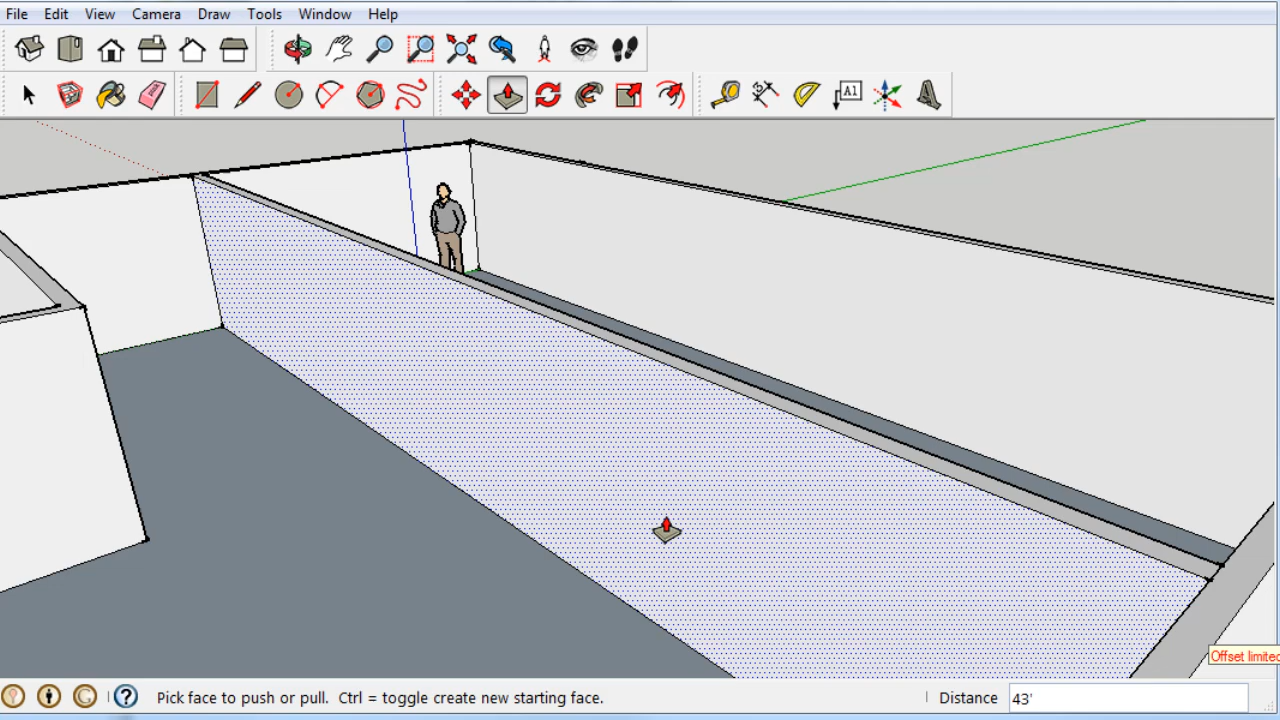 File Edit View Camera Draw Tools Window Help
A1
Offset limited
Pick face to push or pull. Ctrl = toggle create new starting face. Distance 43'